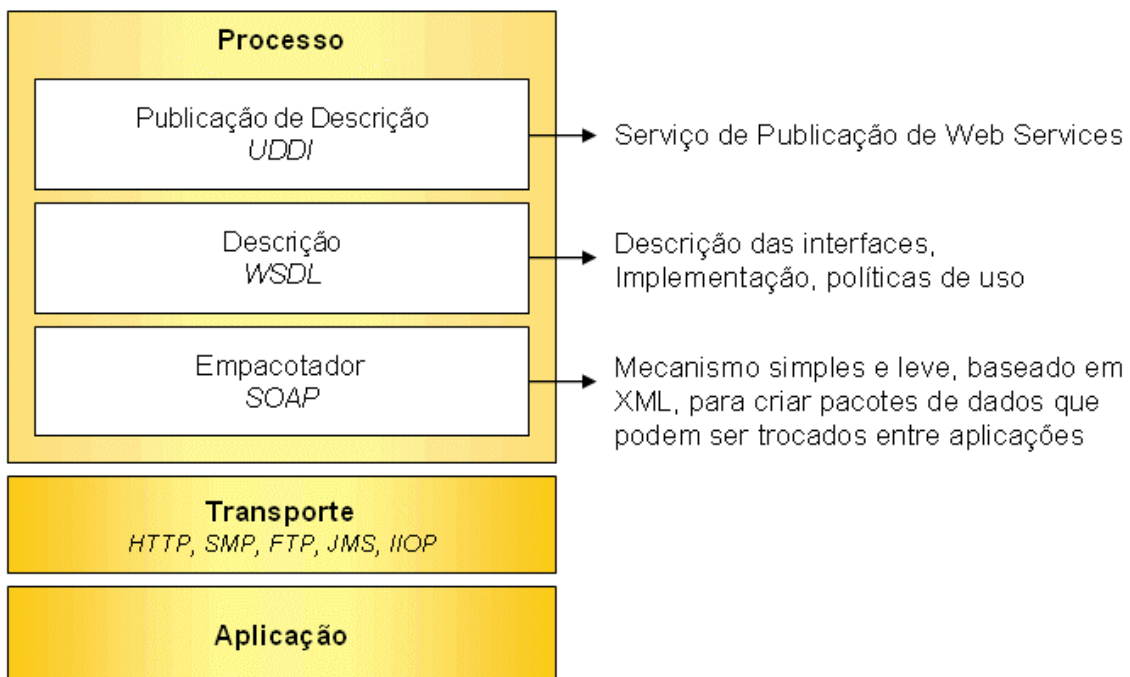 Processo
Publicação de Descrição
UDDI
Serviço de Publicação de Web Services
Descrição
WSDL
Descrição das interfaces,
Implementação, políticas de uso
Empacotador
SOAP
Mecanismo simples e leve, baseado em
XML, para criar pacotes de dados que
podem ser trocados entre aplicações
Transporte
HTTP, SMP, FTP, JMS, IIOP
Aplicação